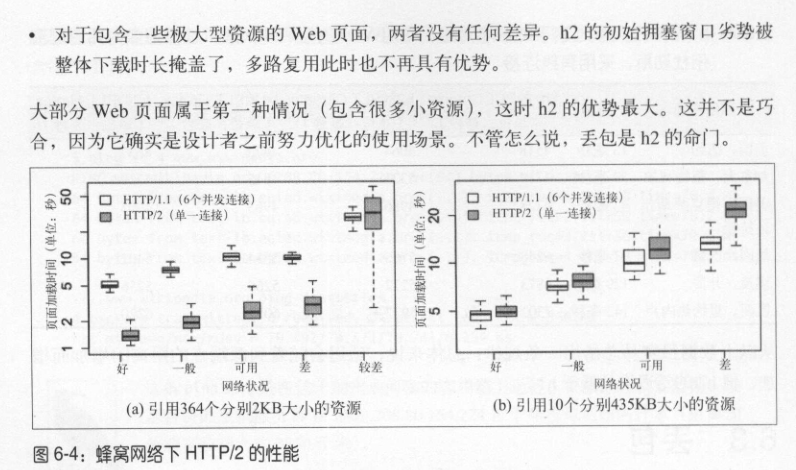 • 对于包含一些极大型资源的 Web 页面，两者没有任何差异。h2 的初始拥塞窗口劣势被
整体下载时长掩盖了，多路复用此时也不再具有优势。
大部分 Web 页面属于第一种情况（包含很多小资源），这时 h2 的优势最大。这并不是巧
合，因为它确实是设计者之前努力优化的使用场景。不管怎么说，丢包是 h2 的命门。
页面加载时间（单位：秒）
50
10
5
2
1
HTTP/1.1（6个并发连接）
HTTP/2（单一连接）
好 一般 可用 差 较差
网络状况
(a) 引用364个分别2KB大小的资源
页面加载时间（单位：秒）
20
10
5
HTTP/1.1（6个并发连接）
HTTP/2（单一连接）
好 一般 可用 差
网络状况
(b) 引用10个分别435KB大小的资源
图 6-4：蜂窝网络下 HTTP/2 的性能